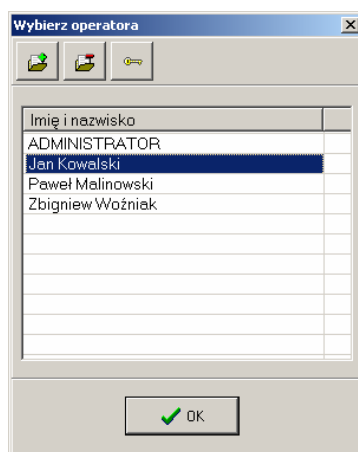 Wybierz operatora
Imię i nazwisko
ADMINISTRATOR
Jan Kowalski
Paweł Malinowski
Zbigniew Woźniak
OK